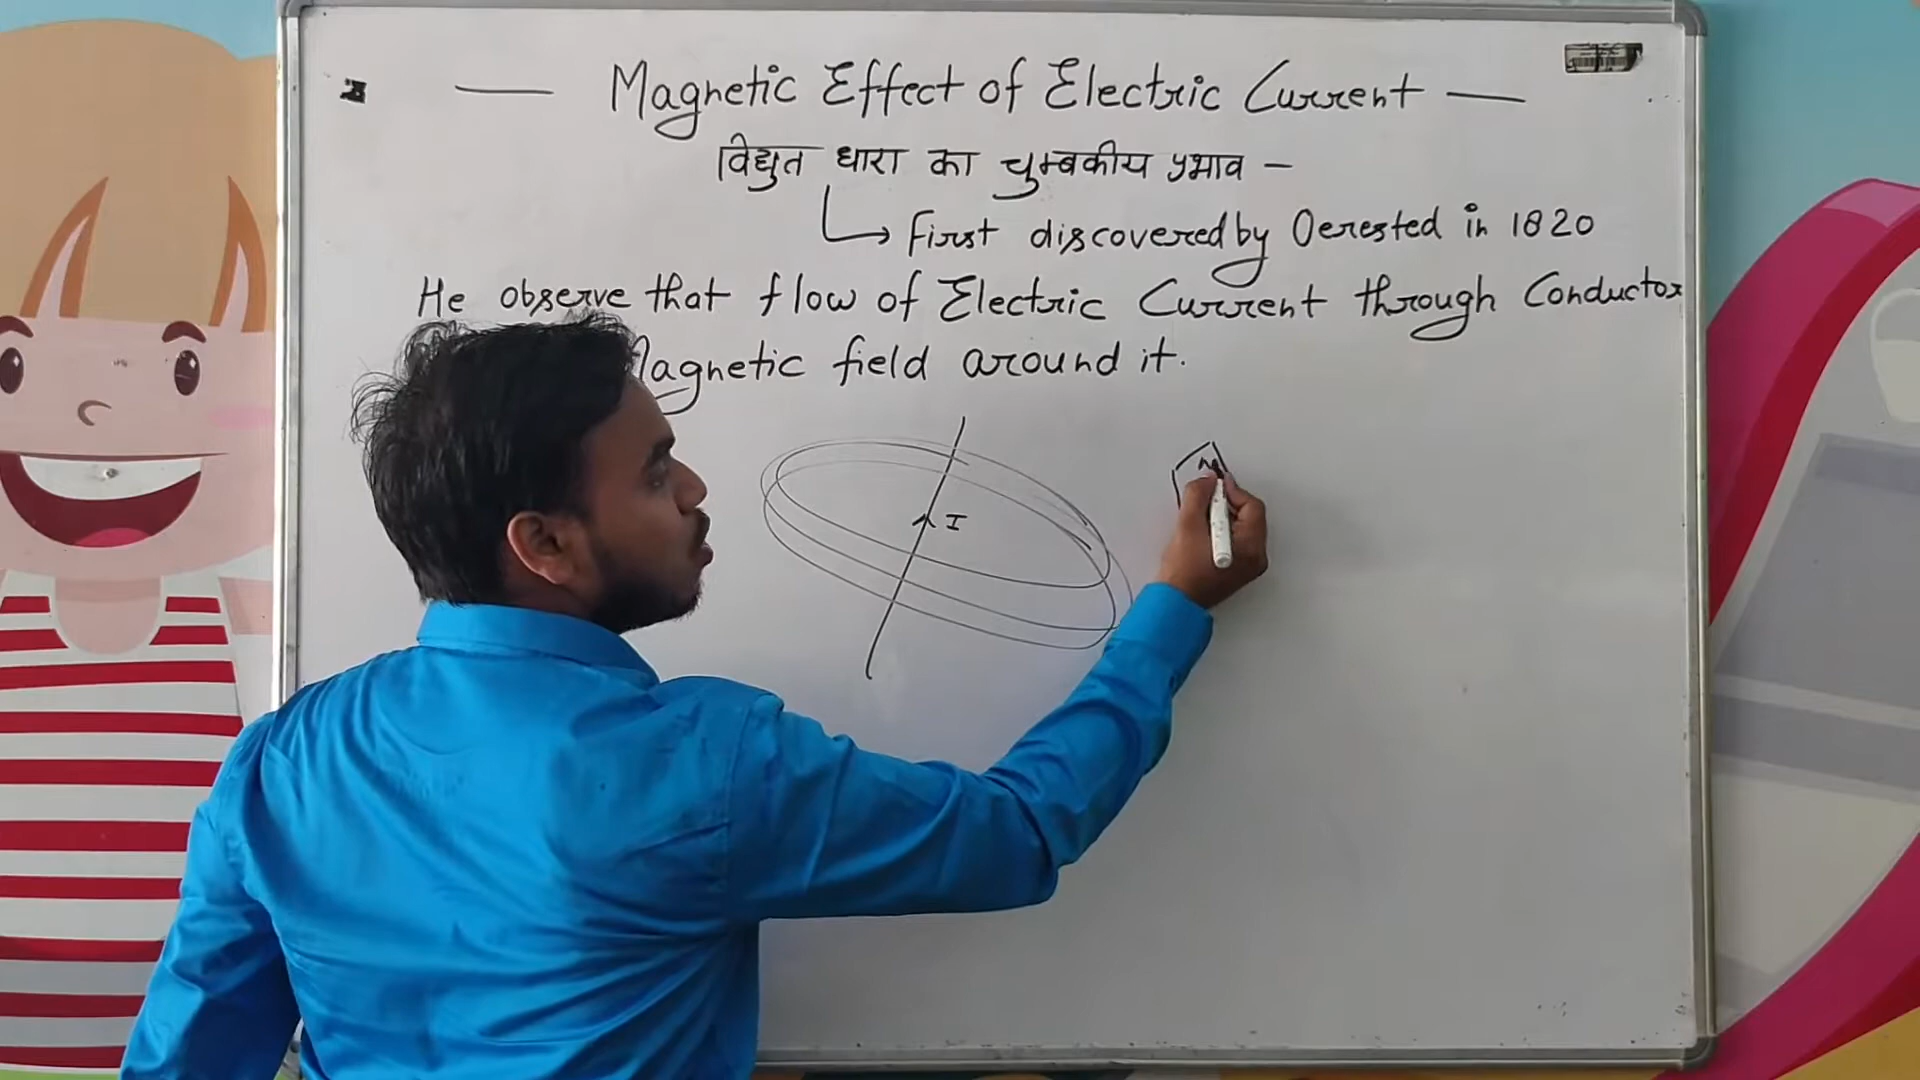 — Magnetic Effect of Electric Current —
विद्युत धारा का चुम्बकीय प्रभाव –
↳ first discovered by Oerested in 1820
He observe that flow of Electric Current through Conductor
Magnetic field around it.
I
N